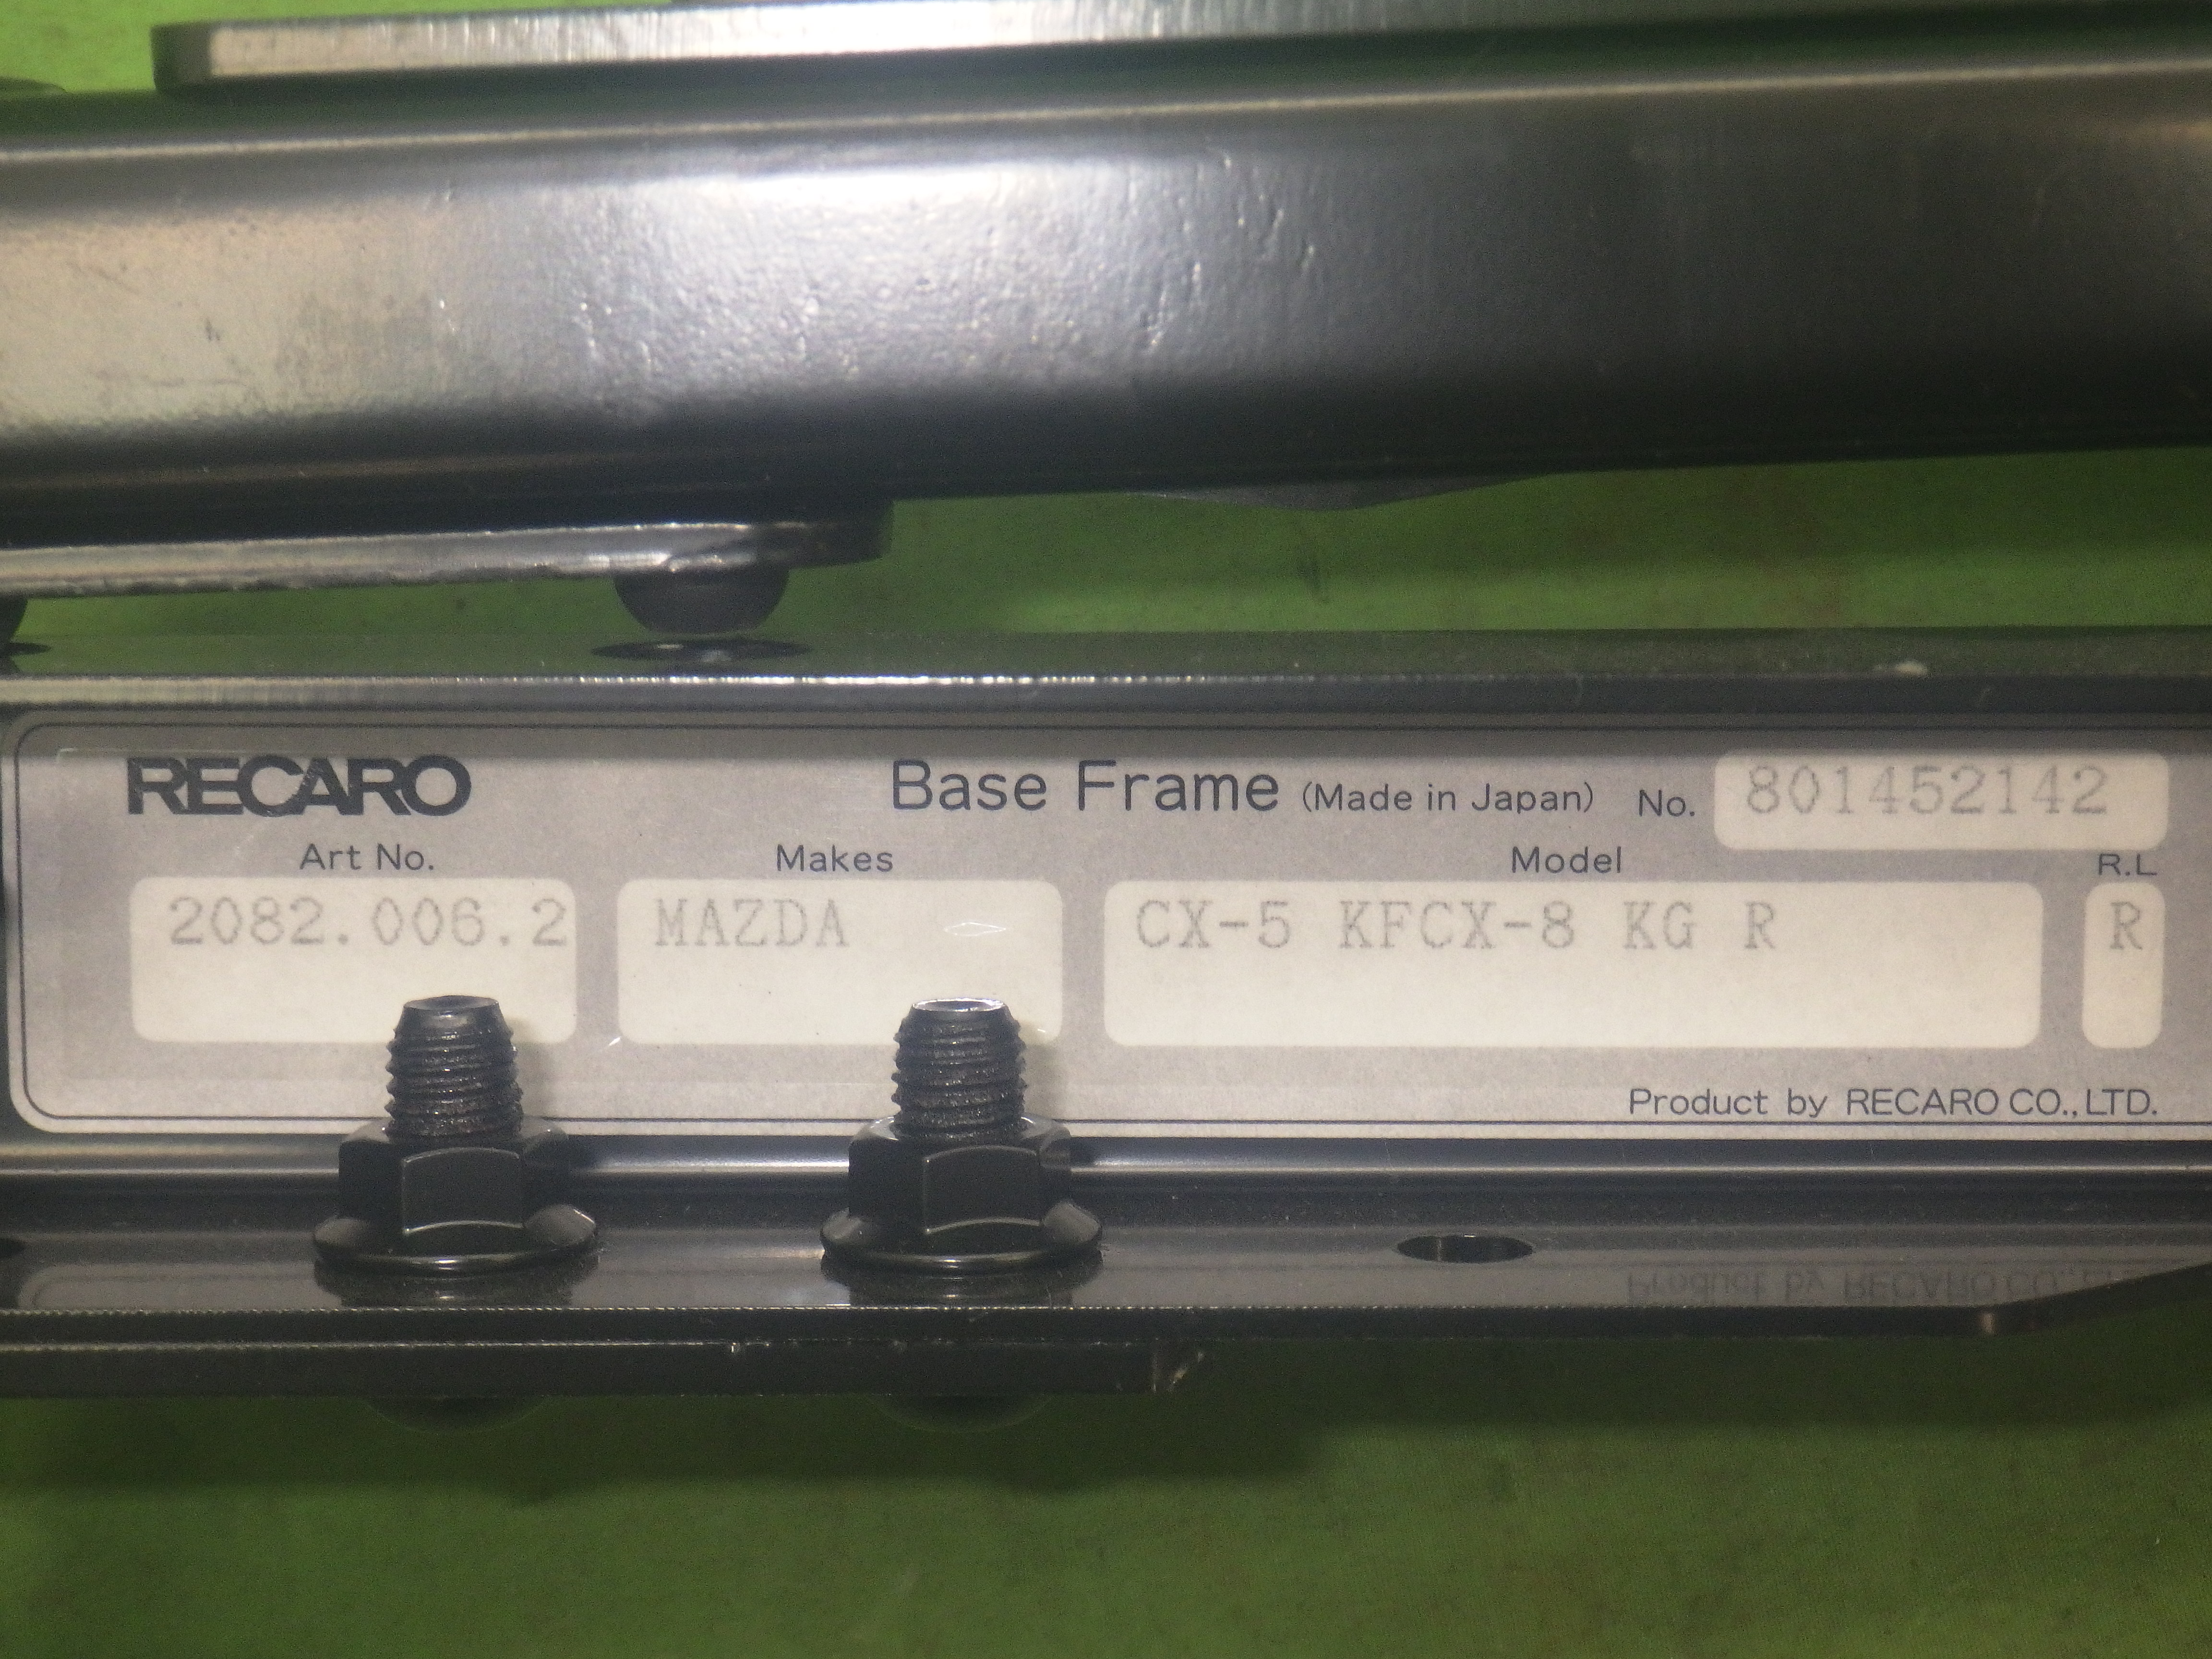 RECARO
Base Frame (Made in Japan) No. 801452142
Art No. Makes Model R.L
2082.006.2 MAZDA CX-5 KFCX-8 KG R R
Product by RECARO CO.,LTD.